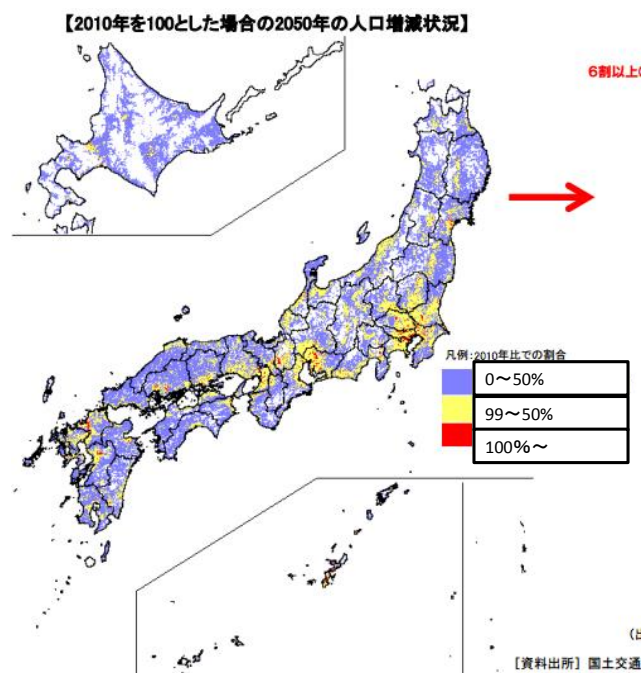 【2010年を100とした場合の2050年の人口増減状況】
6割以上の
凡例:2010年比での割合
0～50%
99～50%
100%～
(出
[資料出所] 国土交通